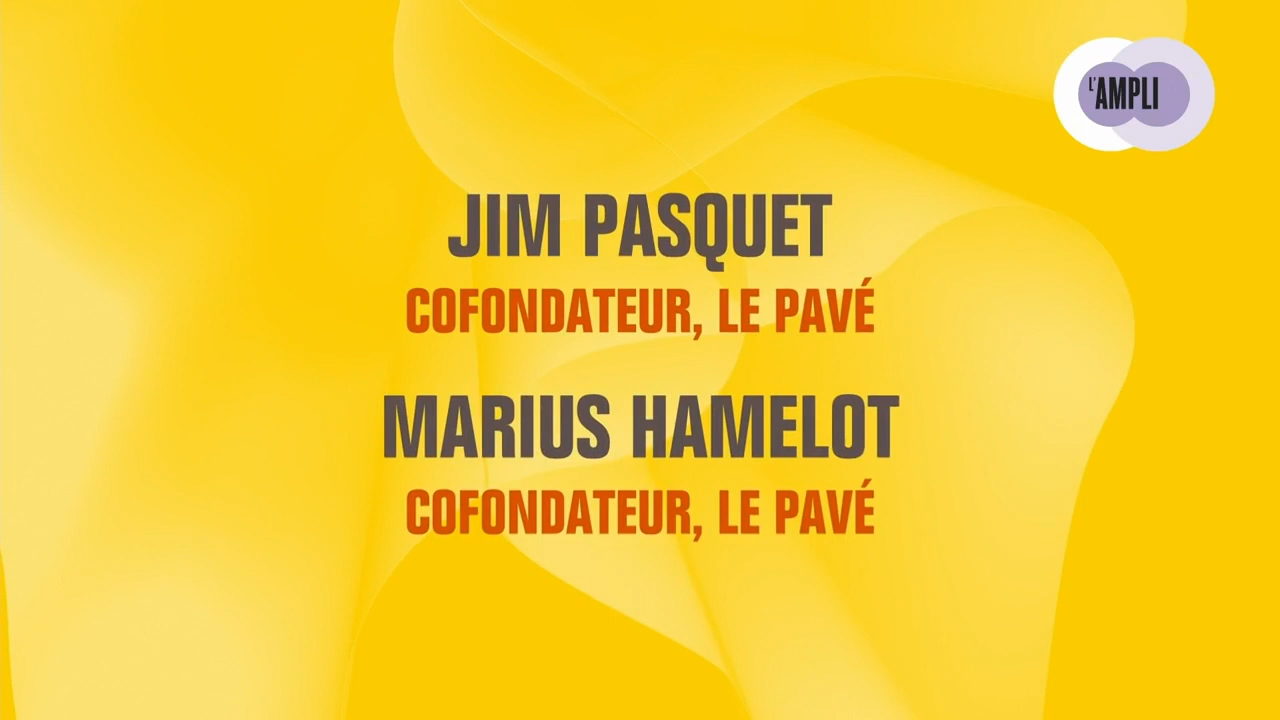 L'AMPLI
JIM PASQUET
COFONDATEUR, LE PAVÉ
MARIUS HAMELOT
COFONDATEUR, LE PAVÉ